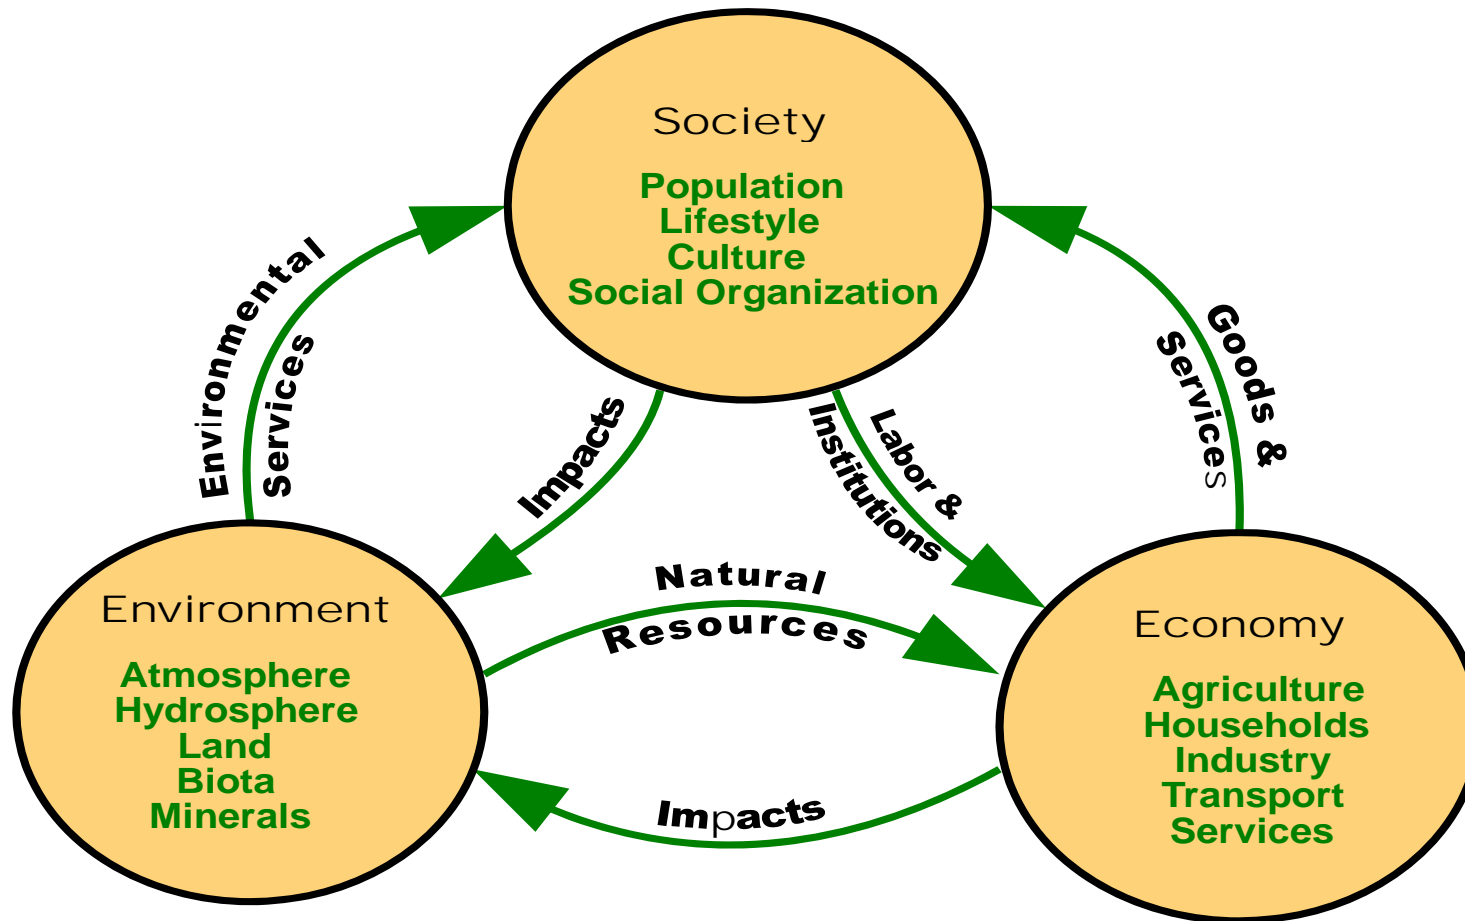 Society
Population
Lifestyle
Culture
Social Organization
Environmental
Services
Goods &
Services
Impacts
Labor &
Institutions
Natural
Resources
Environment
Atmosphere
Hydrosphere
Land
Biota
Minerals
Economy
Agriculture
Households
Industry
Transport
Services
Impacts